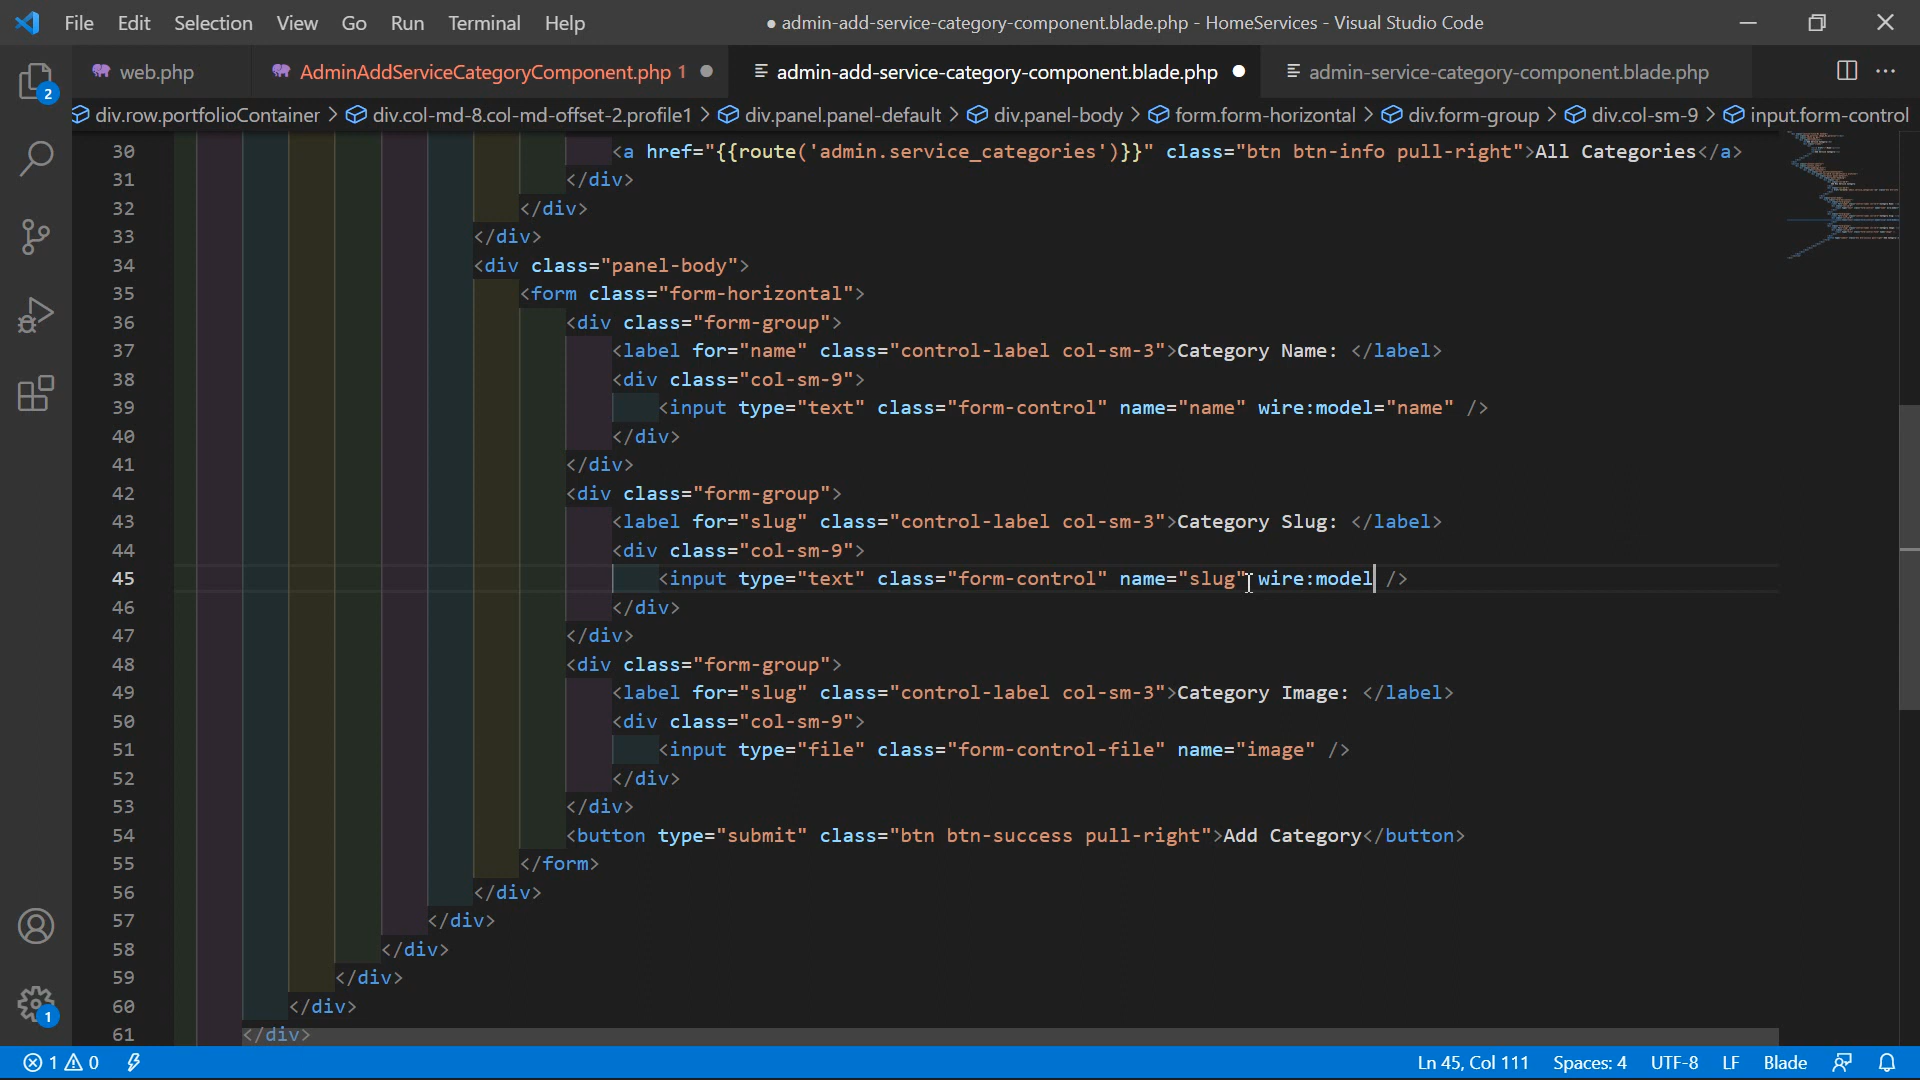 File Edit Selection View Go Run Terminal Help
● admin-add-service-category-component.blade.php - HomeServices - Visual Studio Code
web.php
AdminAddServiceCategoryComponent.php 1
admin-add-service-category-component.blade.php
admin-service-category-component.blade.php
div.row.portfolioContainer > div.col-md-8.col-md-offset-2.profile1 > div.panel.panel-default > div.panel-body > form.form-horizontal > div.form-group > div.col-sm-9 > input.form-control
30 <a href="{{route('admin.service_categories')}}" class="btn btn-info pull-right">All Categories</a>
31 </div>
32 </div>
33 </div>
34 <div class="panel-body">
35 <form class="form-horizontal">
36 <div class="form-group">
37 <label for="name" class="control-label col-sm-3">Category Name: </label>
38 <div class="col-sm-9">
39 <input type="text" class="form-control" name="name" wire:model="name" />
40 </div>
41 </div>
42 <div class="form-group">
43 <label for="slug" class="control-label col-sm-3">Category Slug: </label>
44 <div class="col-sm-9">
45 <input type="text" class="form-control" name="slug" wire:model />
46 </div>
47 </div>
48 <div class="form-group">
49 <label for="slug" class="control-label col-sm-3">Category Image: </label>
50 <div class="col-sm-9">
51 <input type="file" class="form-control-file" name="image" />
52 </div>
53 </div>
54 <button type="submit" class="btn btn-success pull-right">Add Category</button>
55 </form>
56 </div>
57 </div>
58 </div>
59 </div>
60 </div>
61 </div>
2
1
1 0
Ln 45, Col 111 Spaces: 4 UTF-8 LF Blade